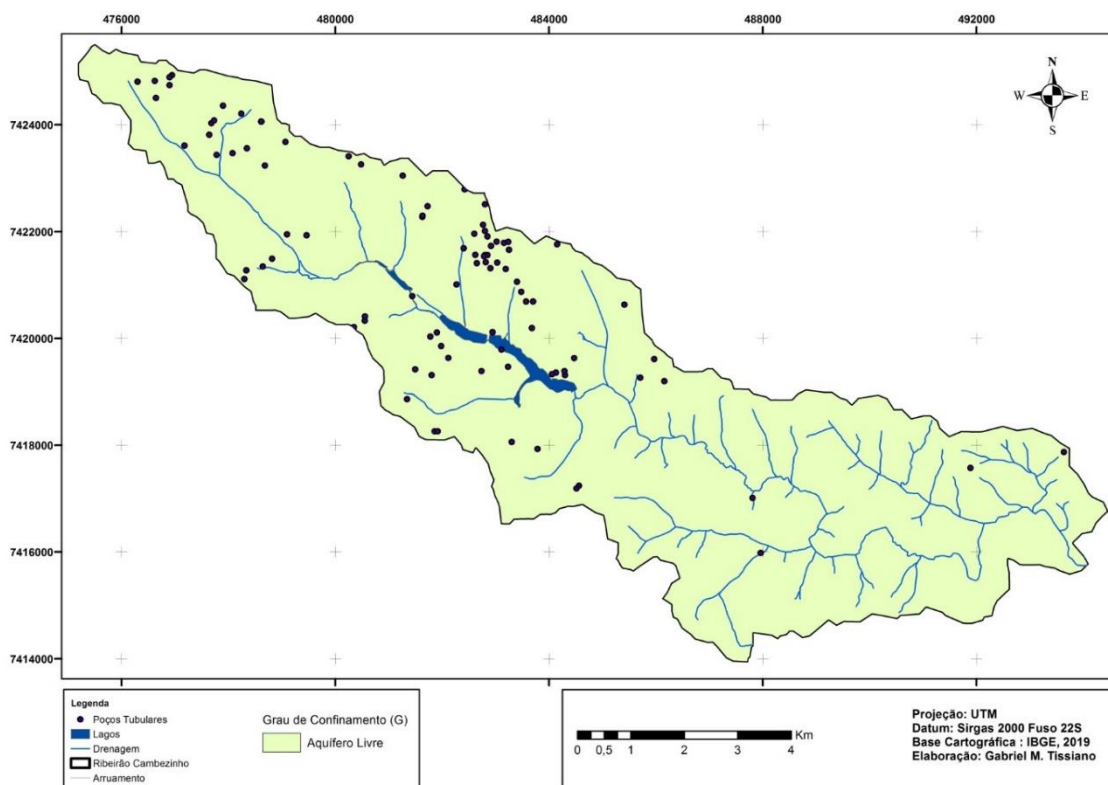 476000 480000 484000 488000 492000
N
W E
S
7424000
7422000
7420000
7418000
7416000
7414000
Legenda
Poços Tubulares
Lagos
Drenagem
Ribeirão Cambezinho
Arruamento
Grau de Confinamento (G)
Aquífero Livre
Km
0 0,5 1 2 3 4
Projeção: UTM
Datum: Sirgas 2000 Fuso 22S
Base Cartográfica : IBGE, 2019
Elaboração: Gabriel M. Tissiano